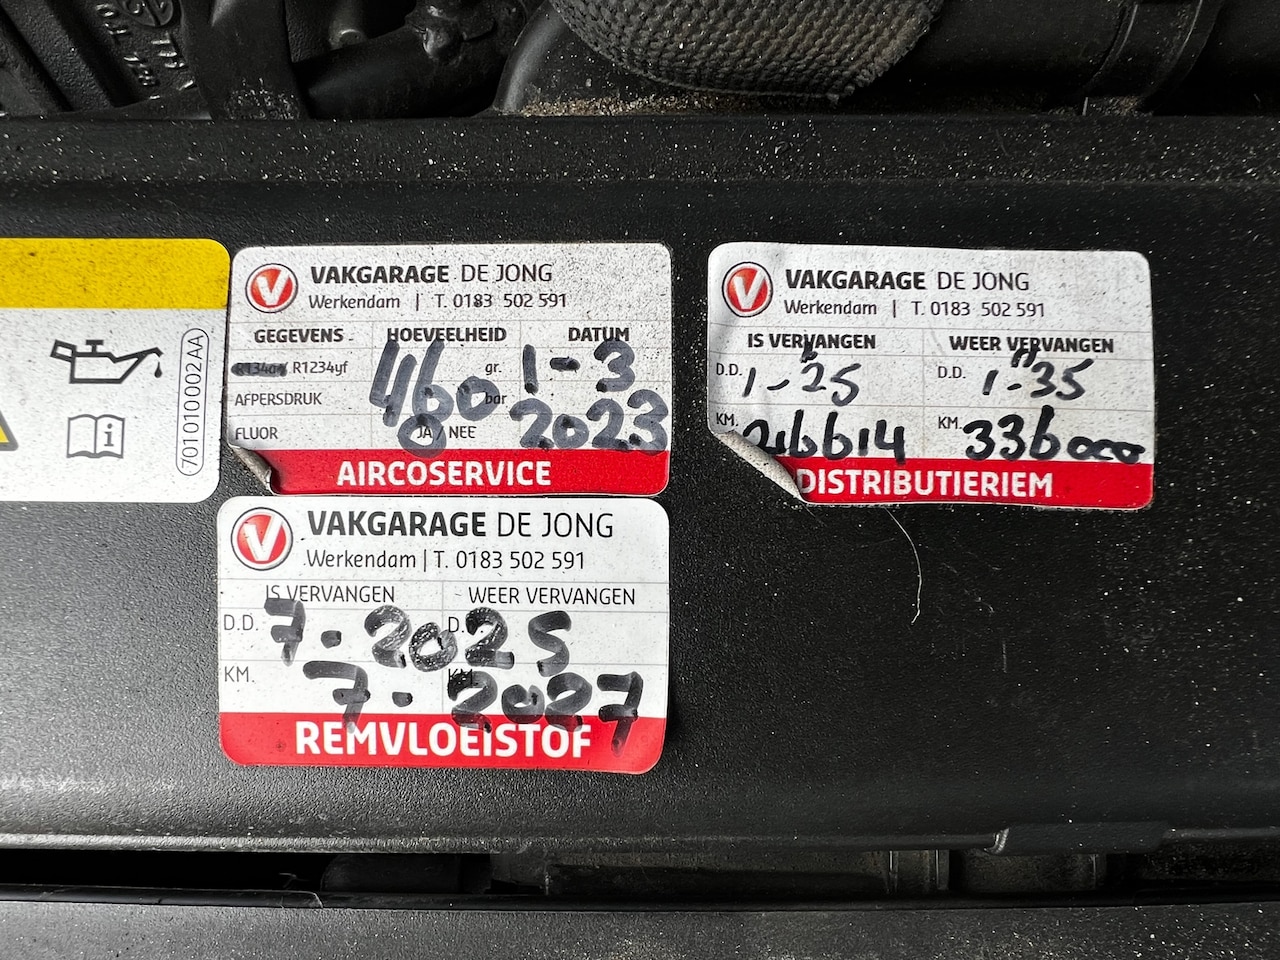 701010002AA
VAKGARAGE DE JONG
Werkendam | T. 0183 502 591
GEGEVENS HOEVEELHEID DATUM
R134a R1234yf 460 gr. 1-3
AFPERSDRUK bar 2023
FLUOR JA / NEE
AIRCOSERVICE
VAKGARAGE DE JONG
Werkendam | T. 0183 502 591
IS VERVANGEN WEER VERVANGEN
D.D. 1-25 D.D. 1-35
KM. 216614 KM. 336000
DISTRIBUTIERIEM
VAKGARAGE DE JONG
Werkendam | T. 0183 502 591
IS VERVANGEN WEER VERVANGEN
D.D. 7-2025 D.D.
KM. 7-2027 KM.
REMVLOEISTOF